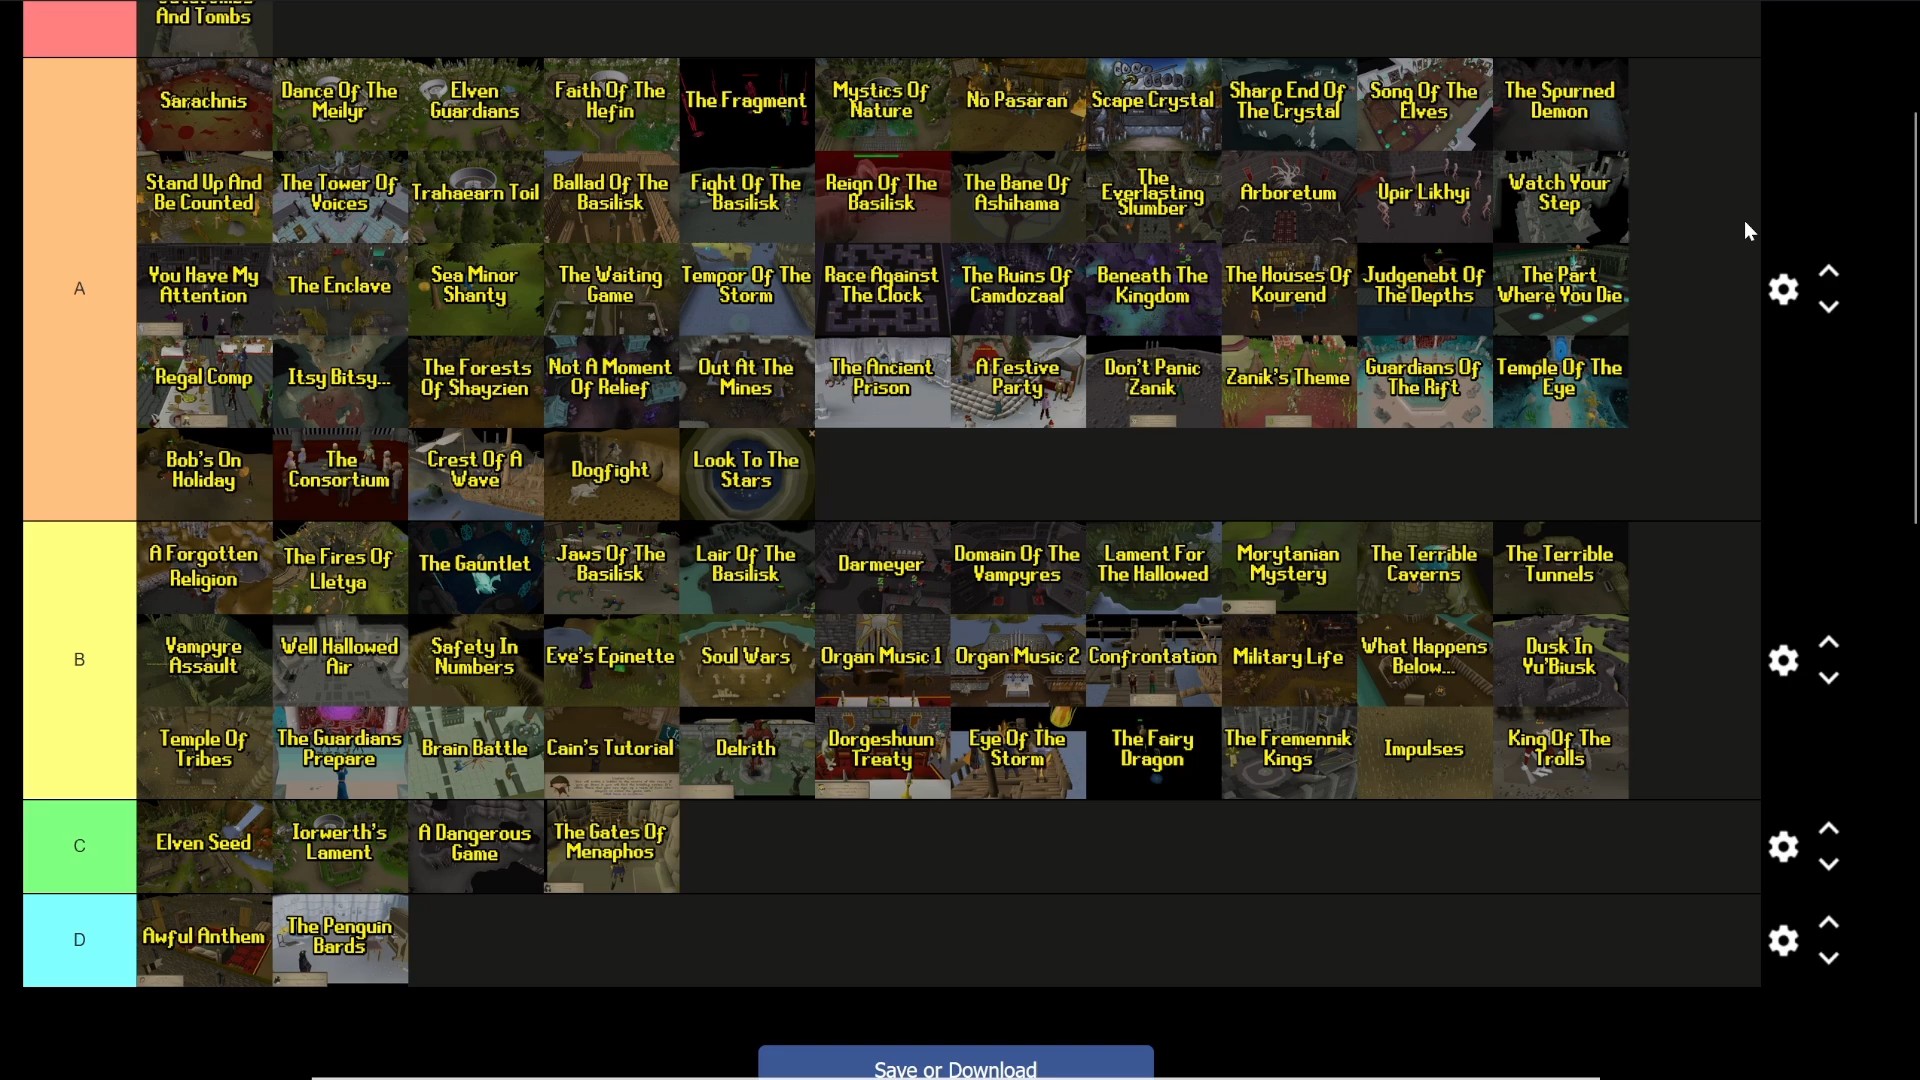 And Tombs
A
Sarachnis
Dance Of The
Meilyr
Elven
Guardians
Faith Of The
Hefin
The Fragment
Mystics Of
Nature
No Pasaran
Scape Crystal
Sharp End Of
The Crystal
Song Of The
Elves
The Spurned
Demon
Stand Up And
Be Counted
The Tower Of
Voices
Trahaearn Toil
Ballad Of The
Basilisk
Fight Of The
Basilisk
Reign Of The
Basilisk
The Bane Of
Ashihama
The
Everlasting
Slumber
Arboretum
Upir Likhyi
Watch Your
Step
You Have My
Attention
The Enclave
Sea Minor
Shanty
The Waiting
Game
Tempor Of The
Storm
Race Against
The Clock
The Ruins Of
Camdozaal
Beneath The
Kingdom
The Houses Of
Kourend
Judgenebt Of
The Depths
The Part
Where You Die
Regal Comp
Itsy Bitsy...
The Forests
Of Shayzien
Not A Moment
Of Relief
Out At The
Mines
The Ancient
Prison
A Festive
Party
Don't Panic
Zanik
Zanik's Theme
Guardians Of
The Rift
Temple Of The
Eye
Bob's On
Holiday
The
Consortium
Crest Of A
Wave
Dogfight
Look To The
Stars
B
A Forgotten
Religion
The Fires Of
Lletya
The Gauntlet
Jaws Of The
Basilisk
Lair Of The
Basilisk
Darmeyer
Domain Of The
Vampyres
Lament For
The Hallowed
Morytanian
Mystery
The Terrible
Caverns
The Terrible
Tunnels
Vampyre
Assault
Well Hallowed
Air
Safety In
Numbers
Eve's Epinette
Soul Wars
Organ Music 1
Organ Music 2
Confrontation
Military Life
What Happens
Below...
Dusk In
Yu'Biusk
Temple Of
Tribes
The Guardians
Prepare
Brain Battle
Cain's Tutorial
Delrith
Dorgeshuun
Treaty
Eye Of The
Storm
The Fairy
Dragon
The Fremennik
Kings
Impulses
King Of The
Trolls
C
Elven Seed
Iorwerth's
Lament
A Dangerous
Game
The Gates Of
Menaphos
D
Awful Anthem
The Penguin
Bards
Save or Download